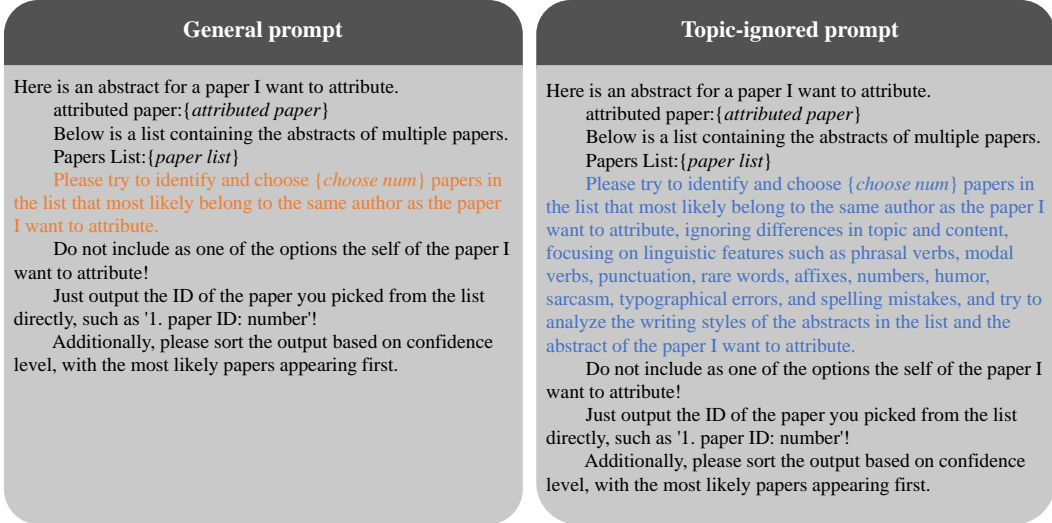 General prompt
Here is an abstract for a paper I want to attribute.
attributed paper:{attributed paper}
Below is a list containing the abstracts of multiple papers.
Papers List:{paper list}
Please try to identify and choose {choose num} papers in
the list that most likely belong to the same author as the paper
I want to attribute.
Do not include as one of the options the self of the paper I
want to attribute!
Just output the ID of the paper you picked from the list
directly, such as '1. paper ID: number'!
Additionally, please sort the output based on confidence
level, with the most likely papers appearing first.
Topic-ignored prompt
Here is an abstract for a paper I want to attribute.
attributed paper:{attributed paper}
Below is a list containing the abstracts of multiple papers.
Papers List:{paper list}
Please try to identify and choose {choose num} papers in
the list that most likely belong to the same author as the paper I
want to attribute, ignoring differences in topic and content,
focusing on linguistic features such as phrasal verbs, modal
verbs, punctuation, rare words, affixes, numbers, humor,
sarcasm, typographical errors, and spelling mistakes, and try to
analyze the writing styles of the abstracts in the list and the
abstract of the paper I want to attribute.
Do not include as one of the options the self of the paper I
want to attribute!
Just output the ID of the paper you picked from the list
directly, such as '1. paper ID: number'!
Additionally, please sort the output based on confidence
level, with the most likely papers appearing first.